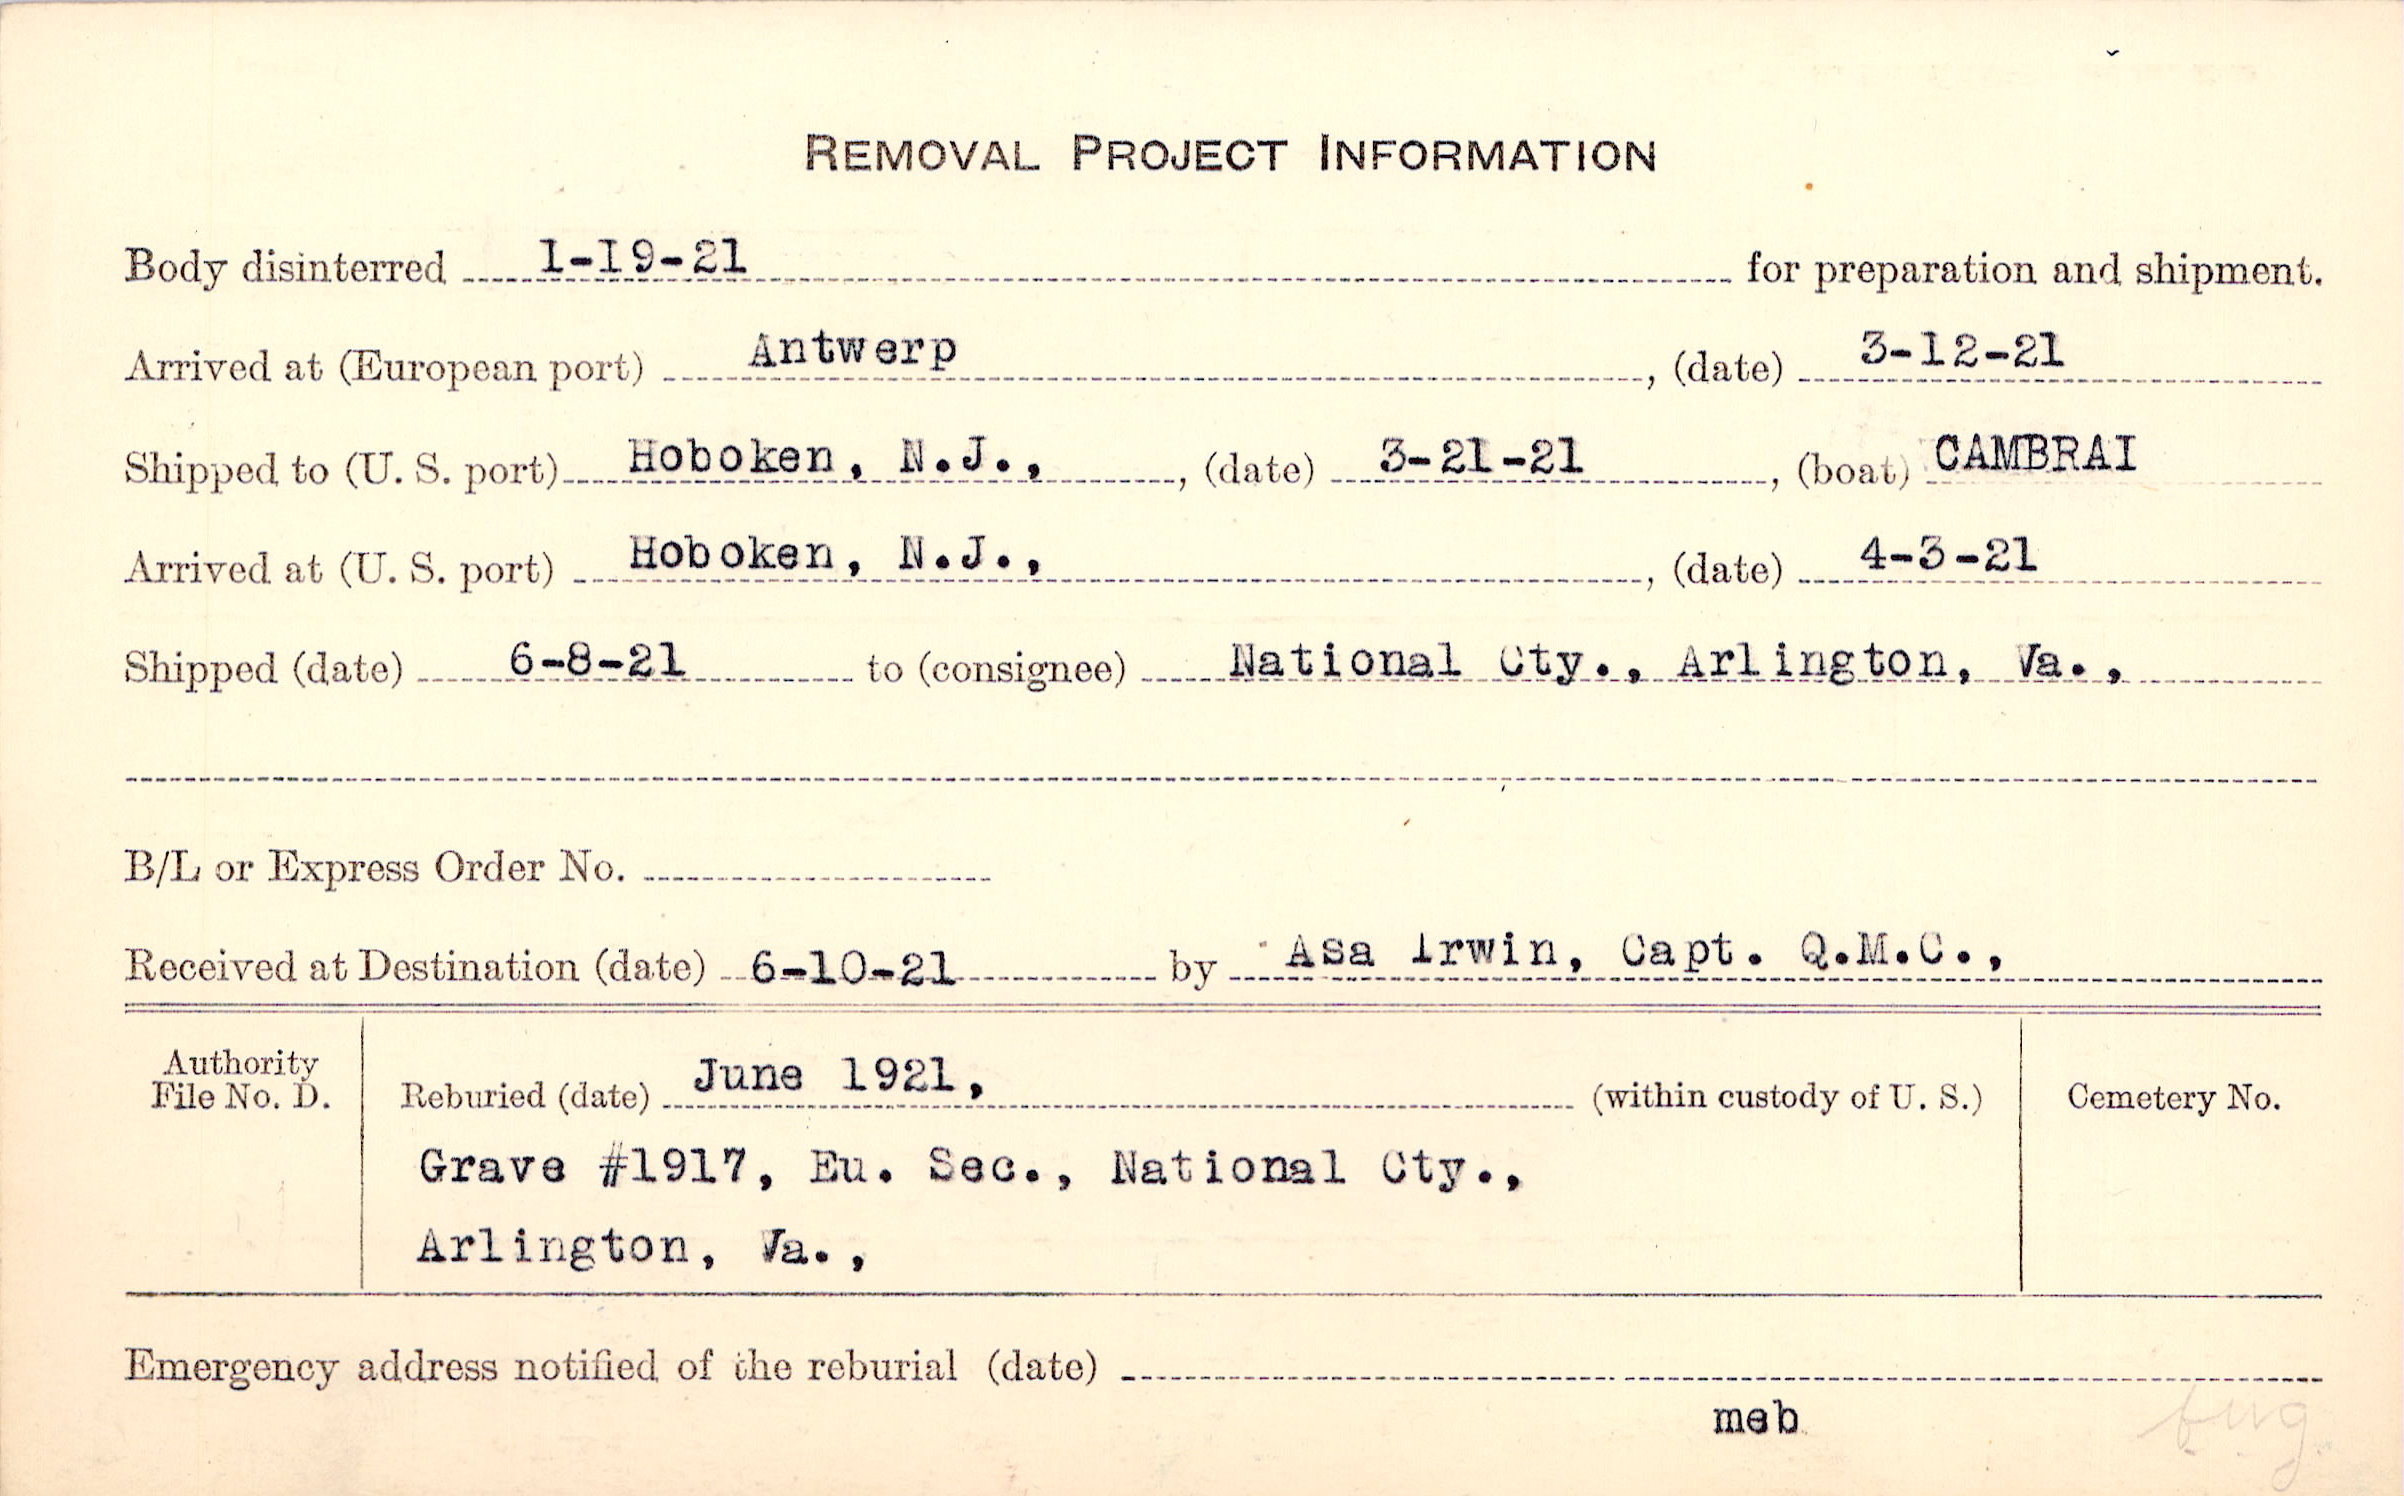 REMOVAL PROJECT INFORMATION
Body disinterred 1-19-21 for preparation and shipment.
Arrived at (European port) Antwerp, (date) 3-12-21
Shipped to (U. S. port) Hoboken, N.J.,, (date) 3-21-21, (boat) CAMBRAI
Arrived at (U. S. port) Hoboken, N.J.,, (date) 4-3-21
Shipped (date) 6-8-21 to (consignee) National Cty., Arlington, Va.,
B/L or Express Order No.
Received at Destination (date) 6-10-21 by Asa Irwin, Capt. Q.M.C.,
Authority
File No. D.
Reburied (date) June 1921, (within custody of U. S.)
Grave #1917, Eu. Sec., National Cty.,
Arlington, Va.,
Cemetery No.
Emergency address notified of the reburial (date)
meb